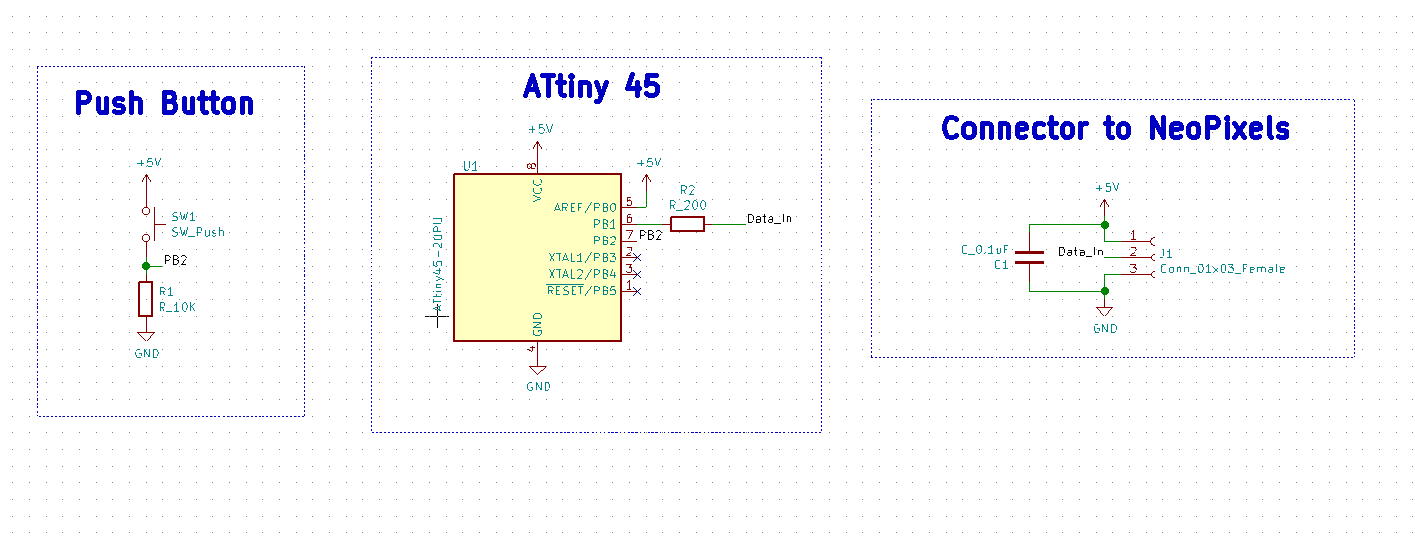 Push Button
+5V
SW1
SW_Push
PB2
R1
R_10K
GND
ATtiny 45
+5V
U1
8
VCC
+5V
AREF/PB0
5
R2
R_200
PB1
6
Data_In
PB2
7
PB2
XTAL1/PB3
2
XTAL2/PB4
3
RESET/PB5
1
ATtiny45-20PU
GND
4
GND
Connector to NeoPixels
+5V
C_0.1uF
C1
1
Data_In
2
J1
3
Conn_01x03_Female
GND